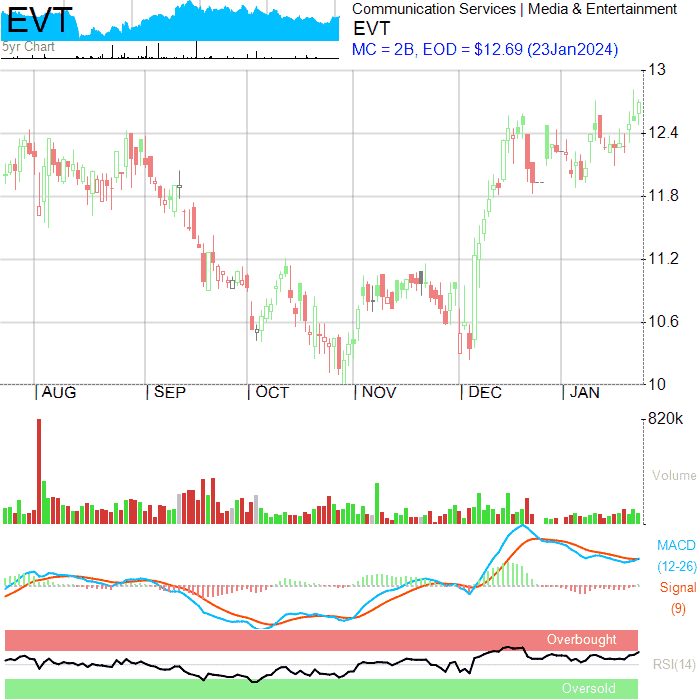 EVT
5yr Chart
Communication Services | Media & Entertainment
EVT
MC = 2B, EOD = $12.69 (23Jan2024)
13
12.4
11.8
11.2
10.6
10
| AUG | SEP | OCT | NOV | DEC | JAN
820k
Volume
MACD
(12-26)
Signal
(9)
Overbought
RSI(14)
Oversold